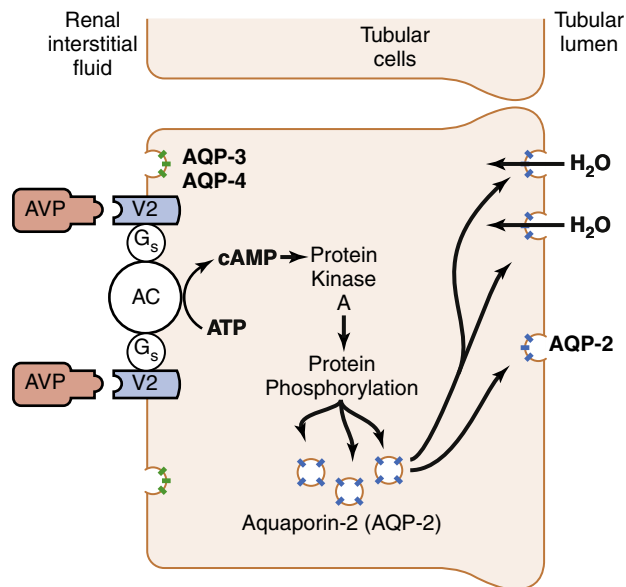 Renal
interstitial
fluid
Tubular
cells
Tubular
lumen
AQP-3
AQP-4
H₂O
AVP
V2
Gₛ
H₂O
cAMP
Protein
Kinase
A
AC
ATP
Gₛ
AQP-2
AVP
V2
Protein
Phosphorylation
Aquaporin-2 (AQP-2)